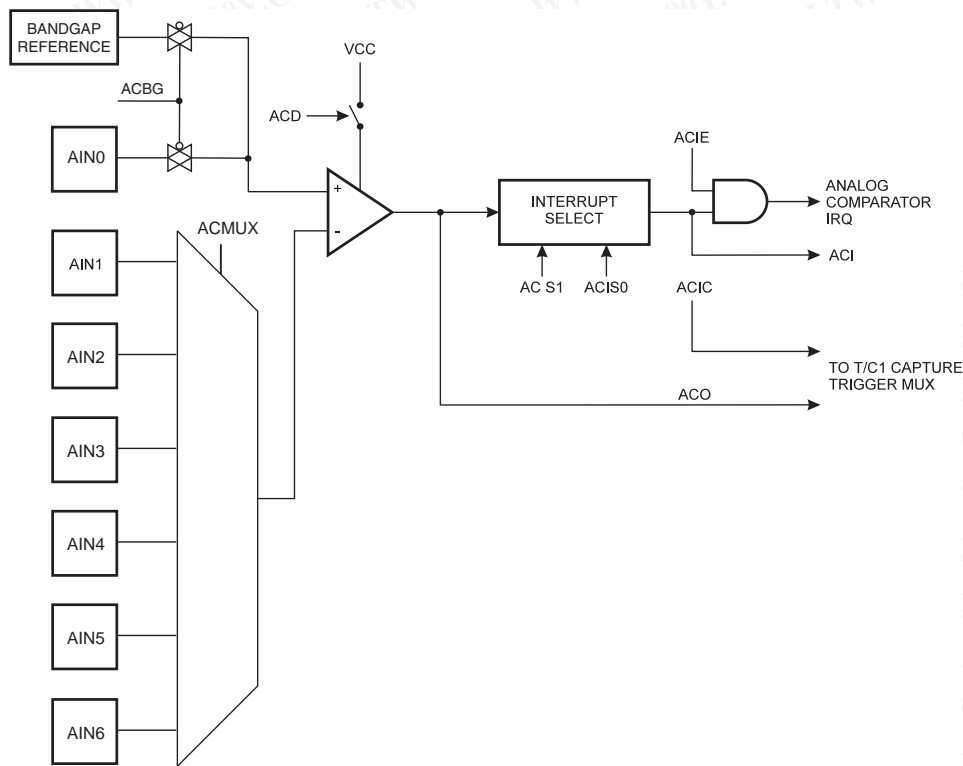 BANDGAP
REFERENCE
VCC
ACBG
ACD
AIN0
ACIE
+
-
INTERRUPT
SELECT
ANALOG
COMPARATOR
IRQ
ACMUX
AIN1
ACI
AC S1
ACIS0
ACIC
AIN2
TO T/C1 CAPTURE
TRIGGER MUX
ACO
AIN3
AIN4
AIN5
AIN6